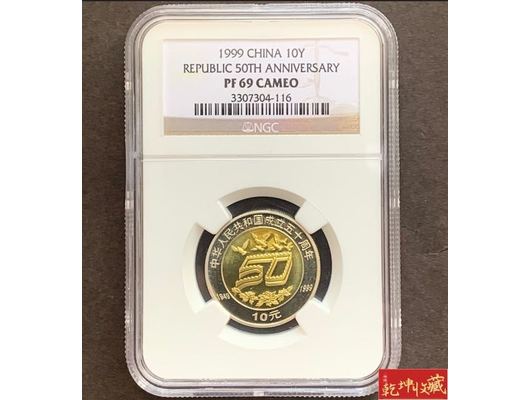 1999 CHINA 10Y
REPUBLIC 50TH ANNIVERSARY
PF 69 CAMEO
3307304-116
NGC
中华人民共和国成立五十周年
50
1949 1999
10元
乾坤收藏